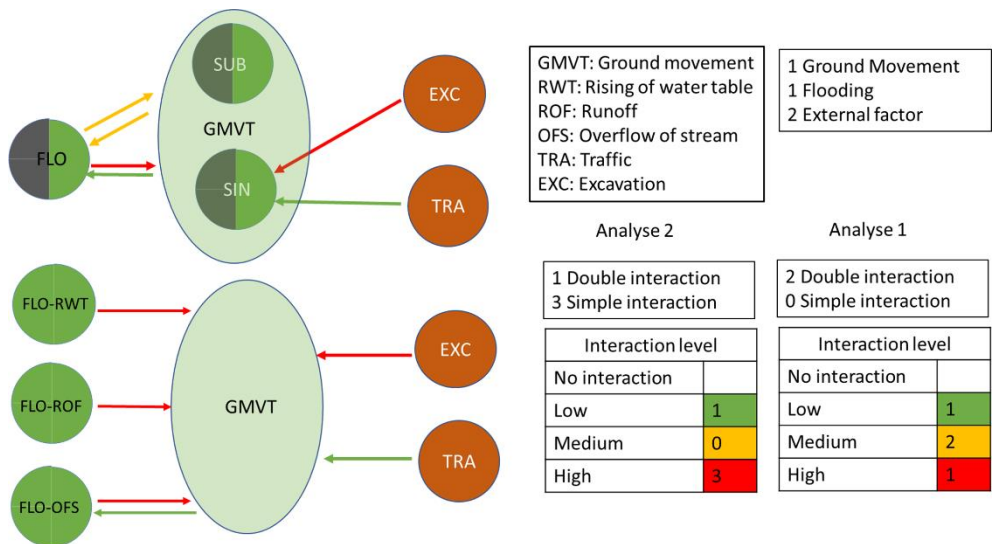 SUB
GMVT
SIN
FLO
EXC
TRA
FLO-RWT
FLO-ROF
FLO-OFS
GMVT
EXC
TRA
GMVT: Ground movement
RWT: Rising of water table
ROF: Runoff
OFS: Overflow of stream
TRA: Traffic
EXC: Excavation
1 Ground Movement
1 Flooding
2 External factor
Analyse 2
1 Double interaction
3 Simple interaction
Interaction level
No interaction
Low 1
Medium 0
High 3
Analyse 1
2 Double interaction
0 Simple interaction
Interaction level
No interaction
Low 1
Medium 2
High 1